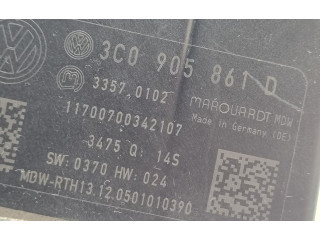 3C0 905 861 D
3357.0102
MARQUARDT MDW
Made in Germany (DE)
11700700342107
3475 Q: 14S
SW: 0370 HW: 024
MDW-RTH13.12.0501010390